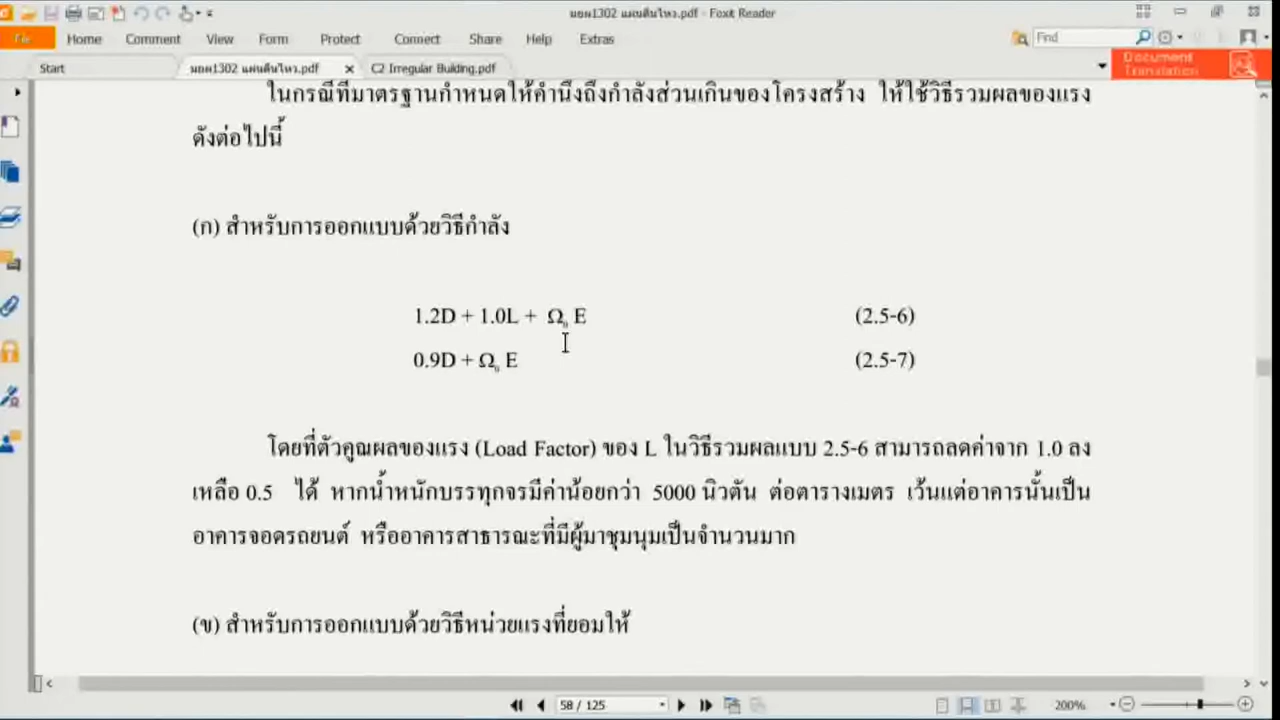 มยผ1302 แผ่นดินไหว.pdf - Foxit Reader
File Home Comment View Form Protect Connect Share Help Extras
Find
Start มยผ1302 แผ่นดินไหว.pdf C2 Irregular Buikding.pdf
Document
Translation
ในกรณีที่มาตรฐานกำหนดให้คำนึงถึงกำลังส่วนเกินของโครงสร้าง ให้ใช้วิธีรวมผลของแรง
ดังต่อไปนี้
(ก) สำหรับการออกแบบด้วยวิธีกำลัง
1.2D + 1.0L + Ω₀ E (2.5-6)
0.9D + Ω₀ E (2.5-7)
โดยที่ตัวคูณผลของแรง (Load Factor) ของ L ในวิธีรวมผลแบบ 2.5-6 สามารถลดค่าจาก 1.0 ลง
เหลือ 0.5 ได้ หากน้ำหนักบรรทุกจรมีค่าน้อยกว่า 5000 นิวตัน ต่อตารางเมตร เว้นแต่อาคารนั้นเป็น
อาคารจอดรถยนต์ หรืออาคารสาธารณะที่มีผู้มาชุมนุมเป็นจำนวนมาก
(ข) สำหรับการออกแบบด้วยวิธีหน่วยแรงที่ยอมให้
58 / 125 200%